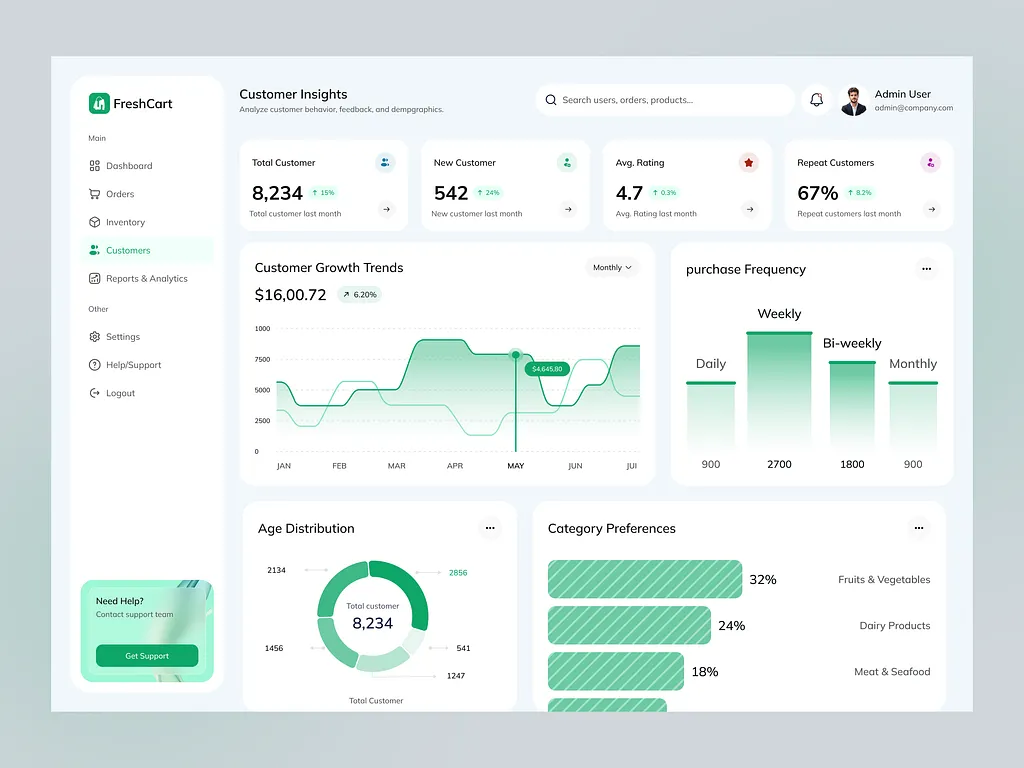 FreshCart
Main
Dashboard
Orders
Inventory
Customers
Reports & Analytics
Other
Settings
Help/Support
Logout
Need Help?
Contact support team
Get Support
Customer Insights
Analyze customer behavior, feedback, and dempgraphics.
Search users, orders, products...
Admin User
admin@company.com
Total Customer
8,234 ↑ 15%
Total customer last month
New Customer
542 ↑ 24%
New customer last month
Avg. Rating
4.7 ↑ 0.3%
Avg. Rating last month
Repeat Customers
67% ↑ 8.2%
Repeat customers last month
Customer Growth Trends
Monthly
$16,00.72 6.20%
1000
7500
5000
2500
0
$4,645.80
JAN FEB MAR APR MAY JUN JUI
purchase Frequency
Weekly
Bi-weekly
Daily
Monthly
900 2700 1800 900
Age Distribution
2134
2856
Total customer
8,234
1456
541
1247
Total Customer
Category Preferences
32% Fruits & Vegetables
24% Dairy Products
18% Meat & Seafood